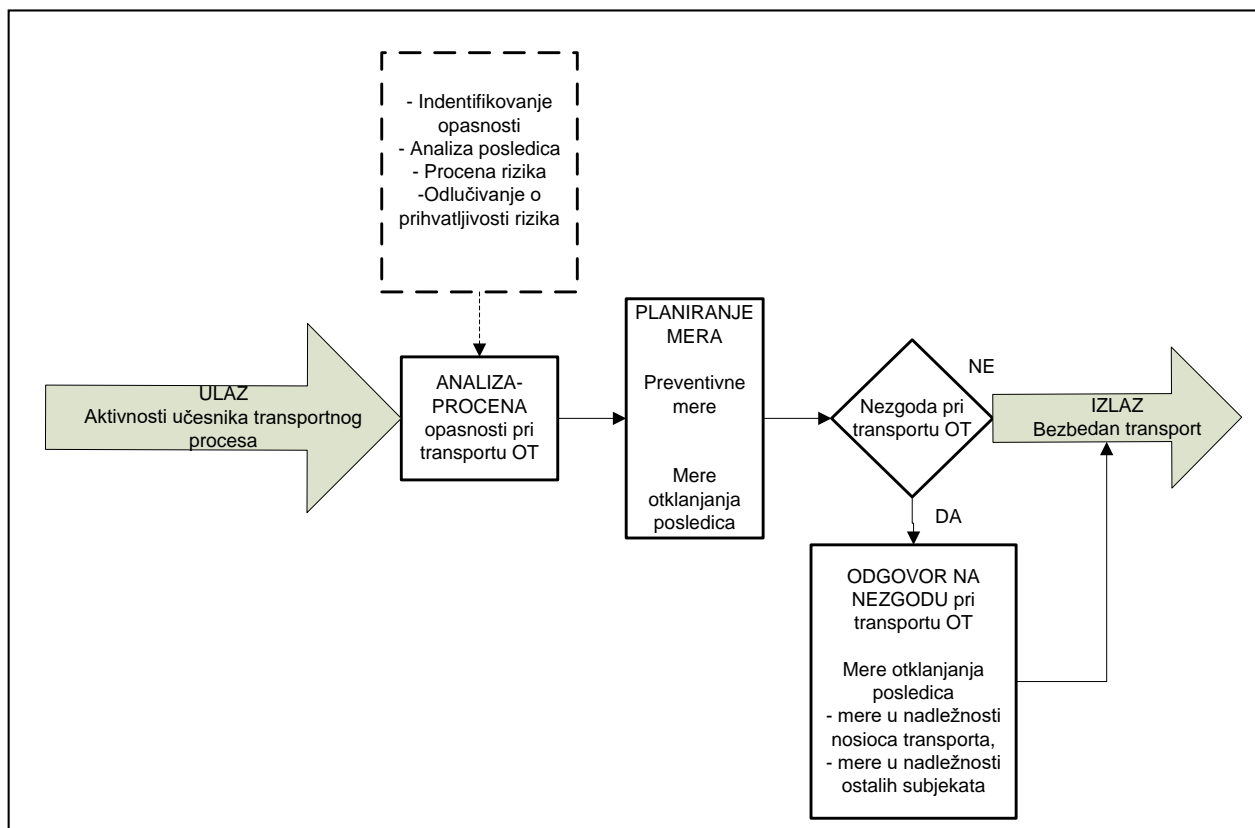 - Indentifikovanje
opasnosti
- Analiza posledica
- Procena rizika
-Odlučivanje o
prihvatljivosti rizika
ULAZ
Aktivnosti učesnika transportnog
procesa
ANALIZA-
PROCENA
opasnosti pri
transportu OT
PLANIRANJE
MERA
Preventivne
mere
Mere
otklanjanja
posledica
Nezgoda pri
transportu OT
NE
DA
IZLAZ
Bezbedan transport
ODGOVOR NA
NEZGODU pri
transportu OT
Mere otklanjanja
posledica
- mere u nadležnosti
nosioca transporta,
- mere u nadležnosti
ostalih subjekata